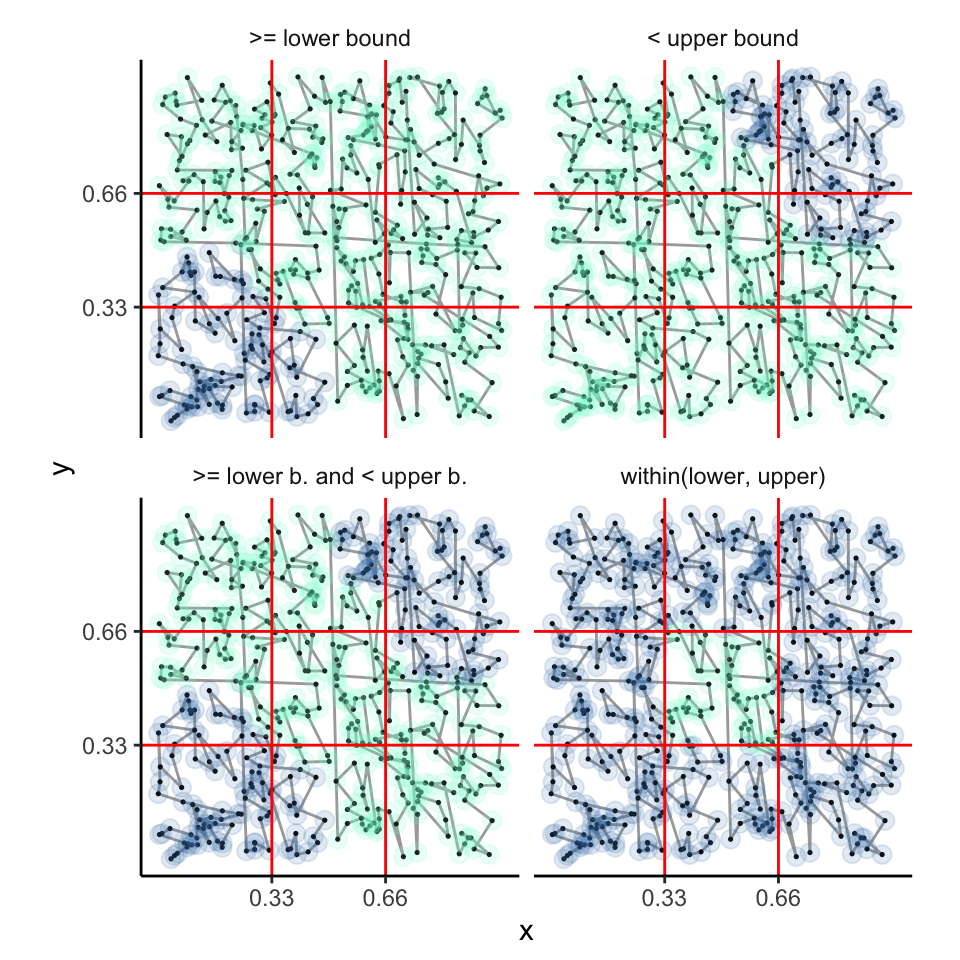 >= lower bound
< upper bound
0.66
0.33
y
>= lower b. and < upper b.
within(lower, upper)
0.66
0.33
0.33
0.66
0.33
0.66
x